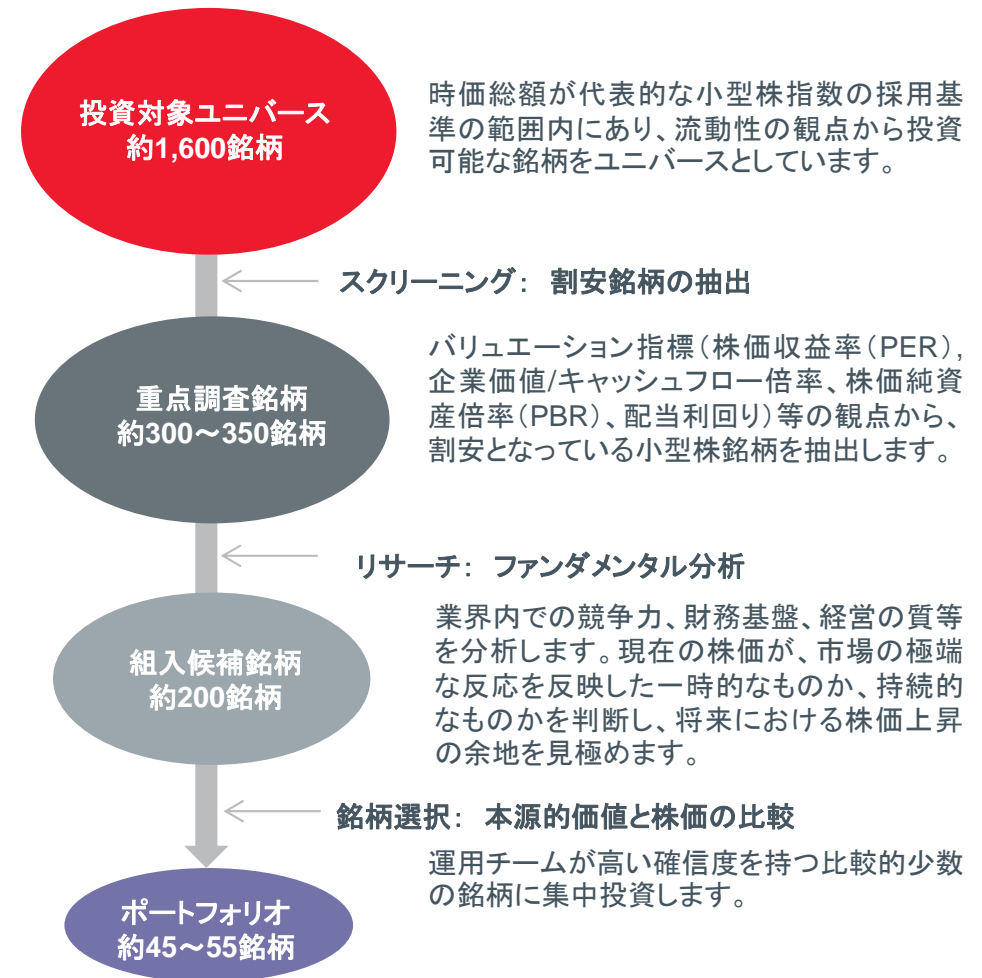 投資対象ユニバース
約1,600銘柄
時価総額が代表的な小型株指数の採用基
準の範囲内にあり、流動性の観点から投資
可能な銘柄をユニバースとしています。
スクリーニング： 割安銘柄の抽出
重点調査銘柄
約300～350銘柄
バリュエーション指標（株価収益率（PER）,
企業価値/キャッシュフロー倍率、株価純資
産倍率（PBR）、配当利回り）等の観点から、
割安となっている小型株銘柄を抽出します。
リサーチ： ファンダメンタル分析
組入候補銘柄
約200銘柄
業界内での競争力、財務基盤、経営の質等
を分析します。現在の株価が、市場の極端
な反応を反映した一時的なものか、持続的
なものかを判断し、将来における株価上昇
の余地を見極めます。
銘柄選択： 本源的価値と株価の比較
運用チームが高い確信度を持つ比較的少数
の銘柄に集中投資します。
ポートフォリオ
約45～55銘柄